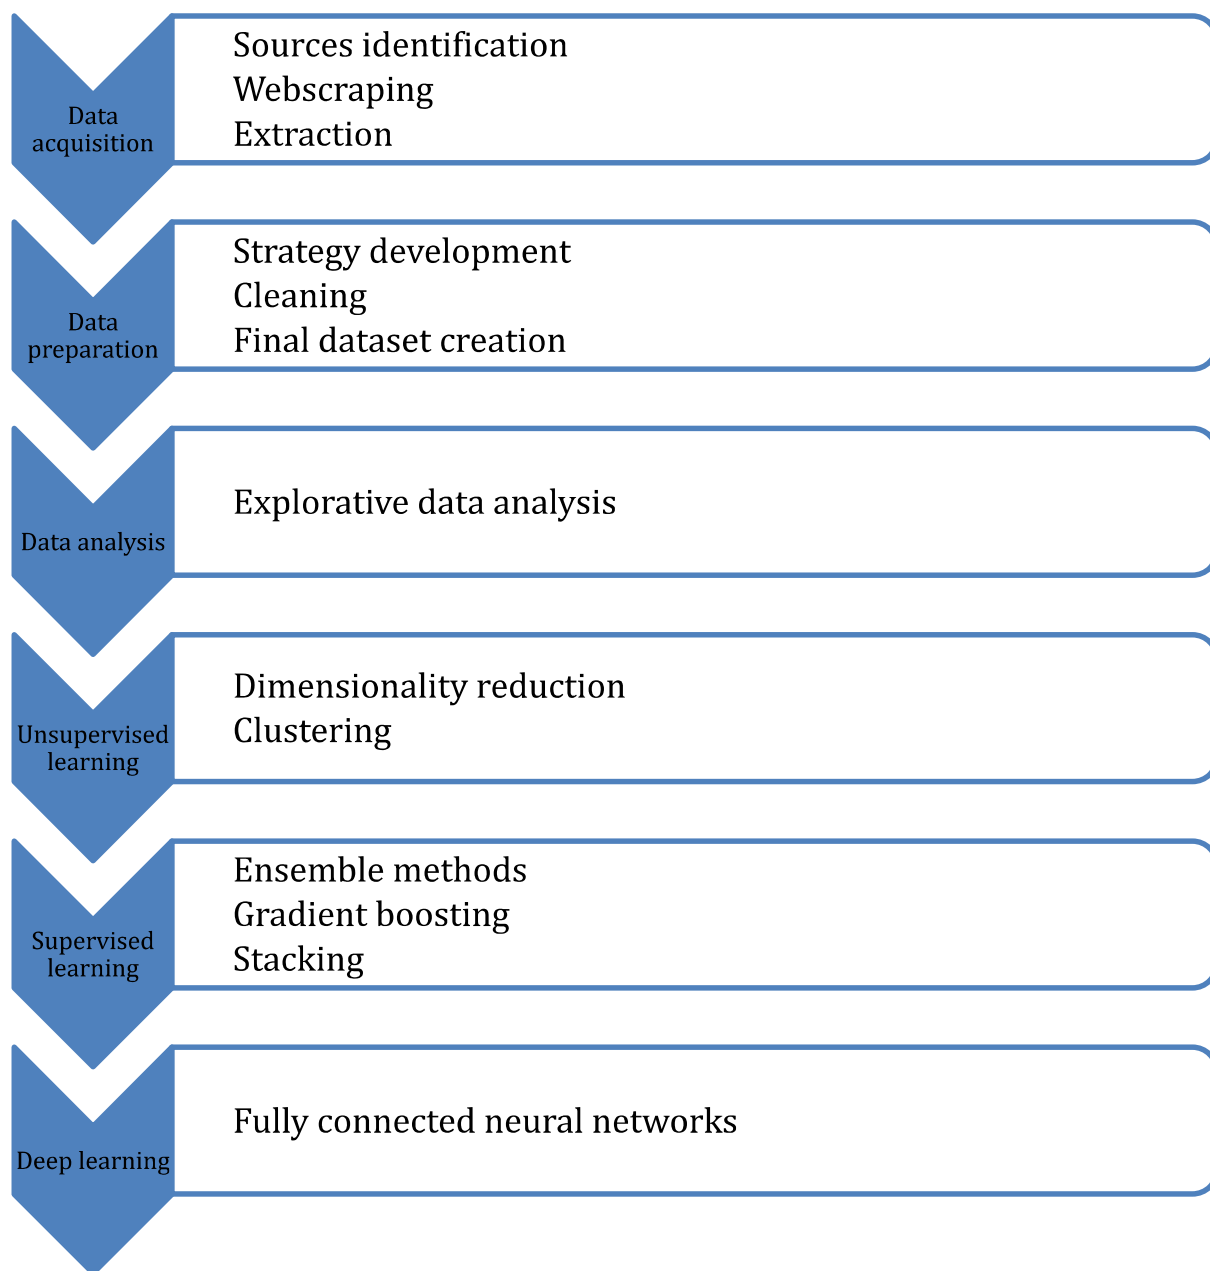 Data
acquisition
Sources identification
Webscraping
Extraction
Data
preparation
Strategy development
Cleaning
Final dataset creation
Data analysis
Explorative data analysis
Unsupervised
learning
Dimensionality reduction
Clustering
Supervised
learning
Ensemble methods
Gradient boosting
Stacking
Deep learning
Fully connected neural networks